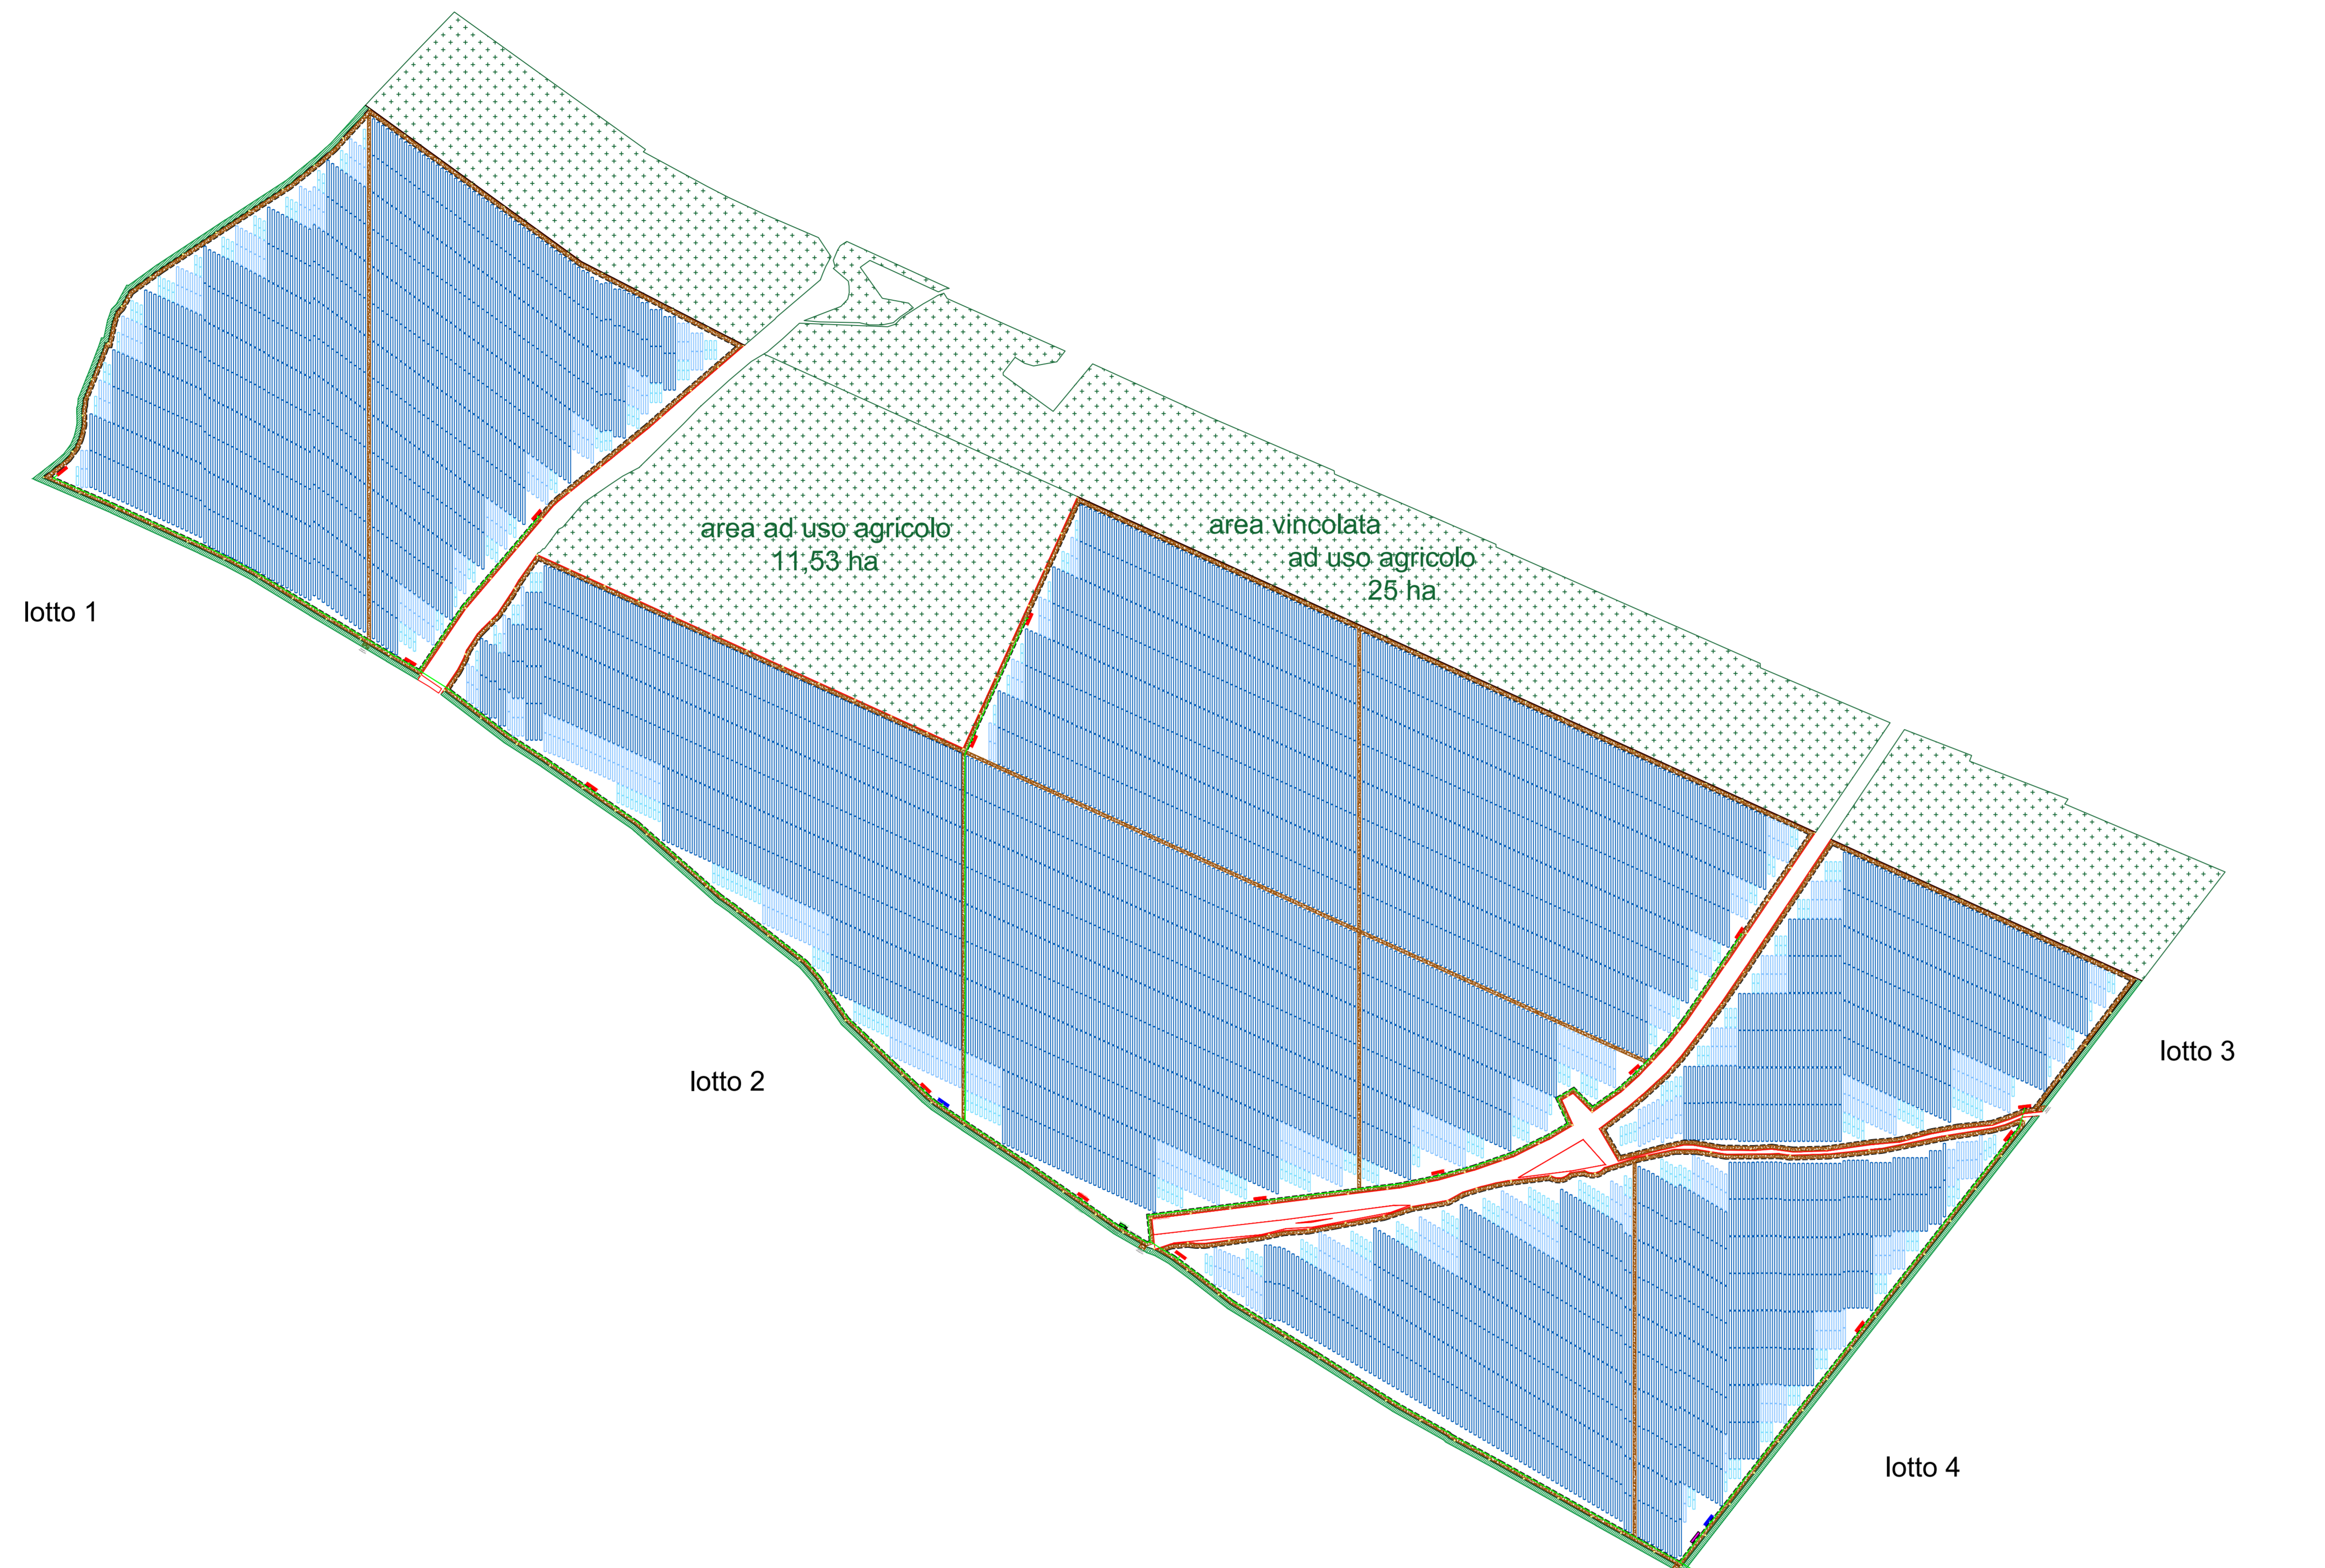 area ad uso agricolo
11,53 ha
area vincolata
ad uso agricolo
25 ha
lotto 1
lotto 2
lotto 3
lotto 4